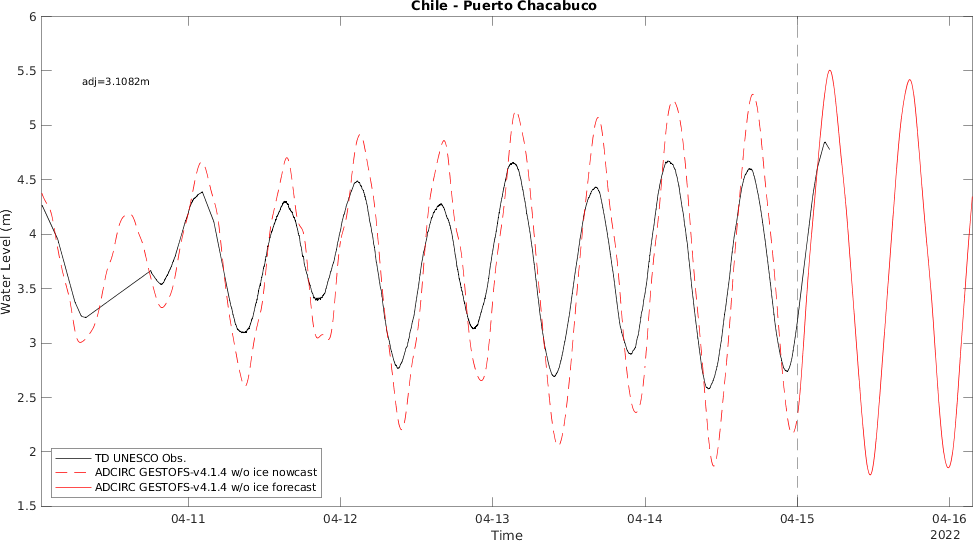 Chile - Puerto Chacabuco
6
5.5
adj=3.1082m
5
4.5
4
3.5
3
2.5
2
1.5
Water Level (m)
TD UNESCO Obs.
ADCIRC GESTOFS-v4.1.4 w/o ice nowcast
ADCIRC GESTOFS-v4.1.4 w/o ice forecast
04-11 04-12 04-13 04-14 04-15 04-16
Time 2022